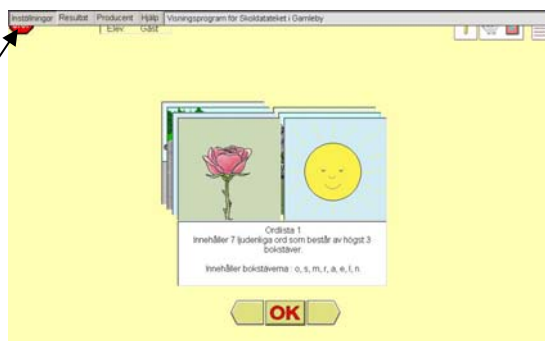 Inställningar Resultat Producent Hjälp Visningsprogram för Skoldatateket i Gamleby
Elev: Gäst
Ordlista 1
Innehåller 7 ljudenliga ord som består av högst 3
bokstäver.
Innehåller bokstäverna : o, s, m, r, a, e, l, n.
OK